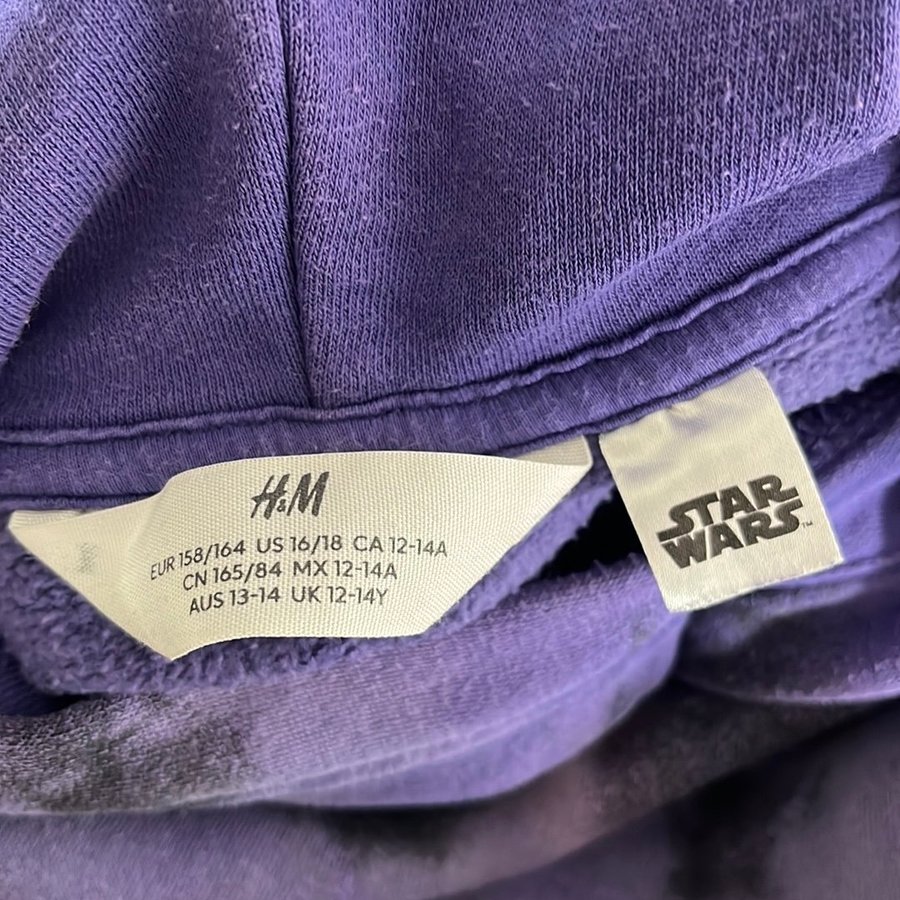 H&M
EUR 158/164 US 16/18 CA 12-14A
CN 165/84 MX 12-14A
AUS 13-14 UK 12-14Y
STAR
WARS™